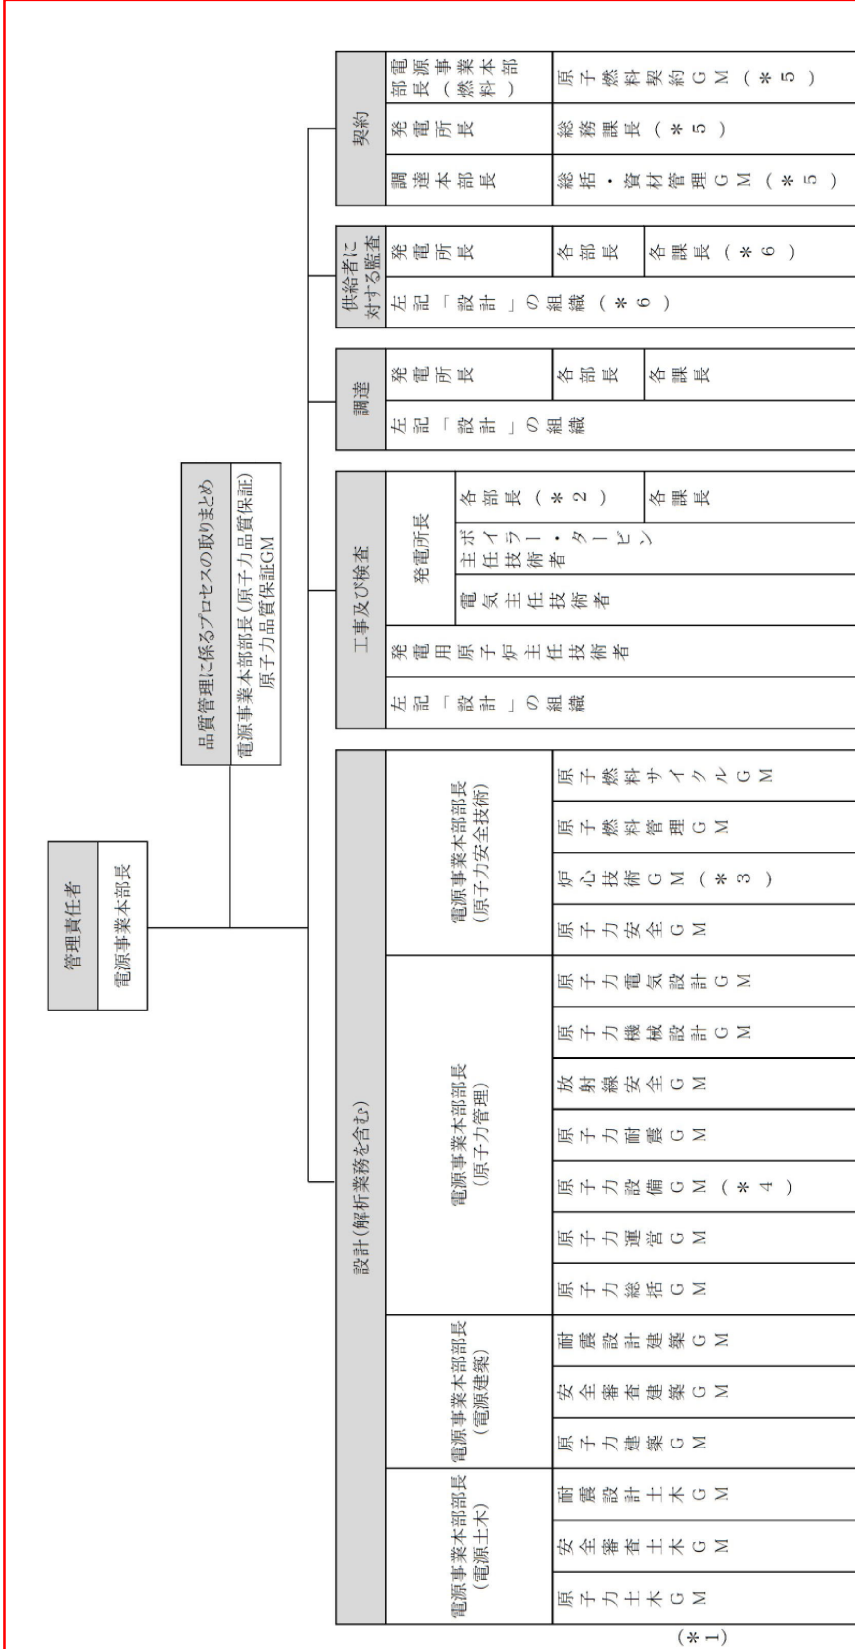 管理責任者
電源事業本部長
品質管理に係るプロセスの取りまとめ
電源事業本部部長(原子力品質保証)
原子力品質保証GM
設計(解析業務を含む)
電源事業本部部長
(電源土木)
原子力土木GM
安全審査土木GM
耐震設計土木GM
電源事業本部部長
(電源建築)
原子力建築GM
安全審査建築GM
耐震設計建築GM
電源事業本部部長
(原子力管理)
原子力総括GM
原子力運営GM
原子力設備GM(*4)
原子力耐震GM
放射線安全GM
原子力機械設計GM
原子力電気設計GM
電源事業本部部長
(原子力安全技術)
原子力安全GM
炉心技術GM(*3)
原子燃料管理GM
原子燃料サイクルGM
(*1)
工事及び検査
左記「設計」の組織
発電用原子炉主任技術者
発電所長
電気主任技術者
ボイラー・タービン
主任技術者
各部長(*2)
各課長
調達
左記「設計」の組織
発電所長
各部長
各課長
供給者に
対する監査
左記「設計」の組織(*6)
発電所長
各部長
各課長(*6)
契約
調達本部長
総括・資材管理GM(*5)
発電所長
総務課長(*5)
電源事業本部
部長(燃料)
原子燃料契約GM(*5)